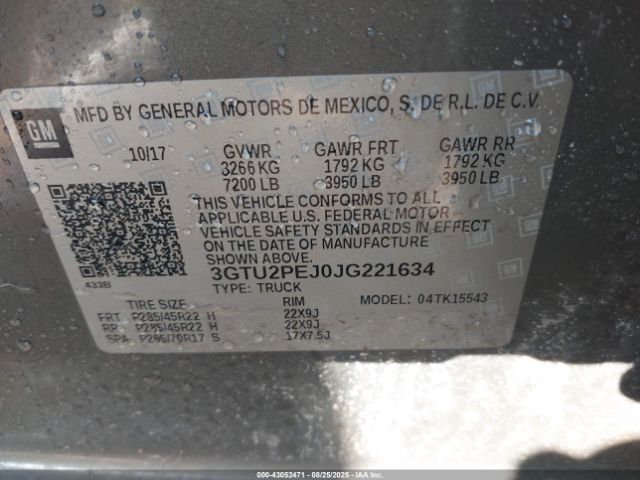 GM
MFD BY GENERAL MOTORS DE MEXICO, S. DE R.L. DE C.V.
10/17 GVWR GAWR FRT GAWR RR
3266 KG 1792 KG 1792 KG
7200 LB 3950 LB 3950 LB
THIS VEHICLE CONFORMS TO ALL
APPLICABLE U.S. FEDERAL MOTOR
VEHICLE SAFETY STANDARDS IN EFFECT
ON THE DATE OF MANUFACTURE
SHOWN ABOVE.
433B
3GTU2PEJ0JG221634
TYPE: TRUCK
TIRE SIZE RIM MODEL: 04TK15543
FRT P285/45R22 H 22X9J
RR P285/45R22 H 22X9J
SPA P265/70R17 S 17X7.5J
000-43052471 - 08/25/2025 - IAAI.COM